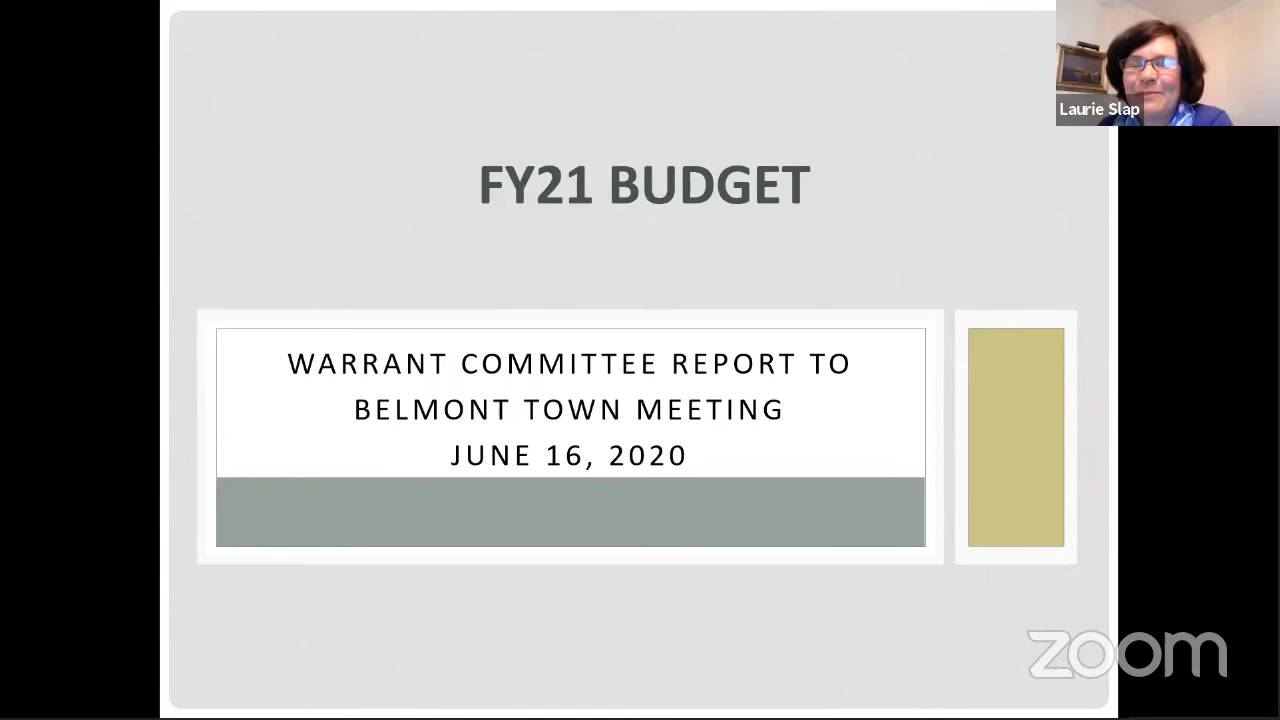 Laurie Slap
FY21 BUDGET
WARRANT COMMITTEE REPORT TO
BELMONT TOWN MEETING
JUNE 16, 2020
zoom